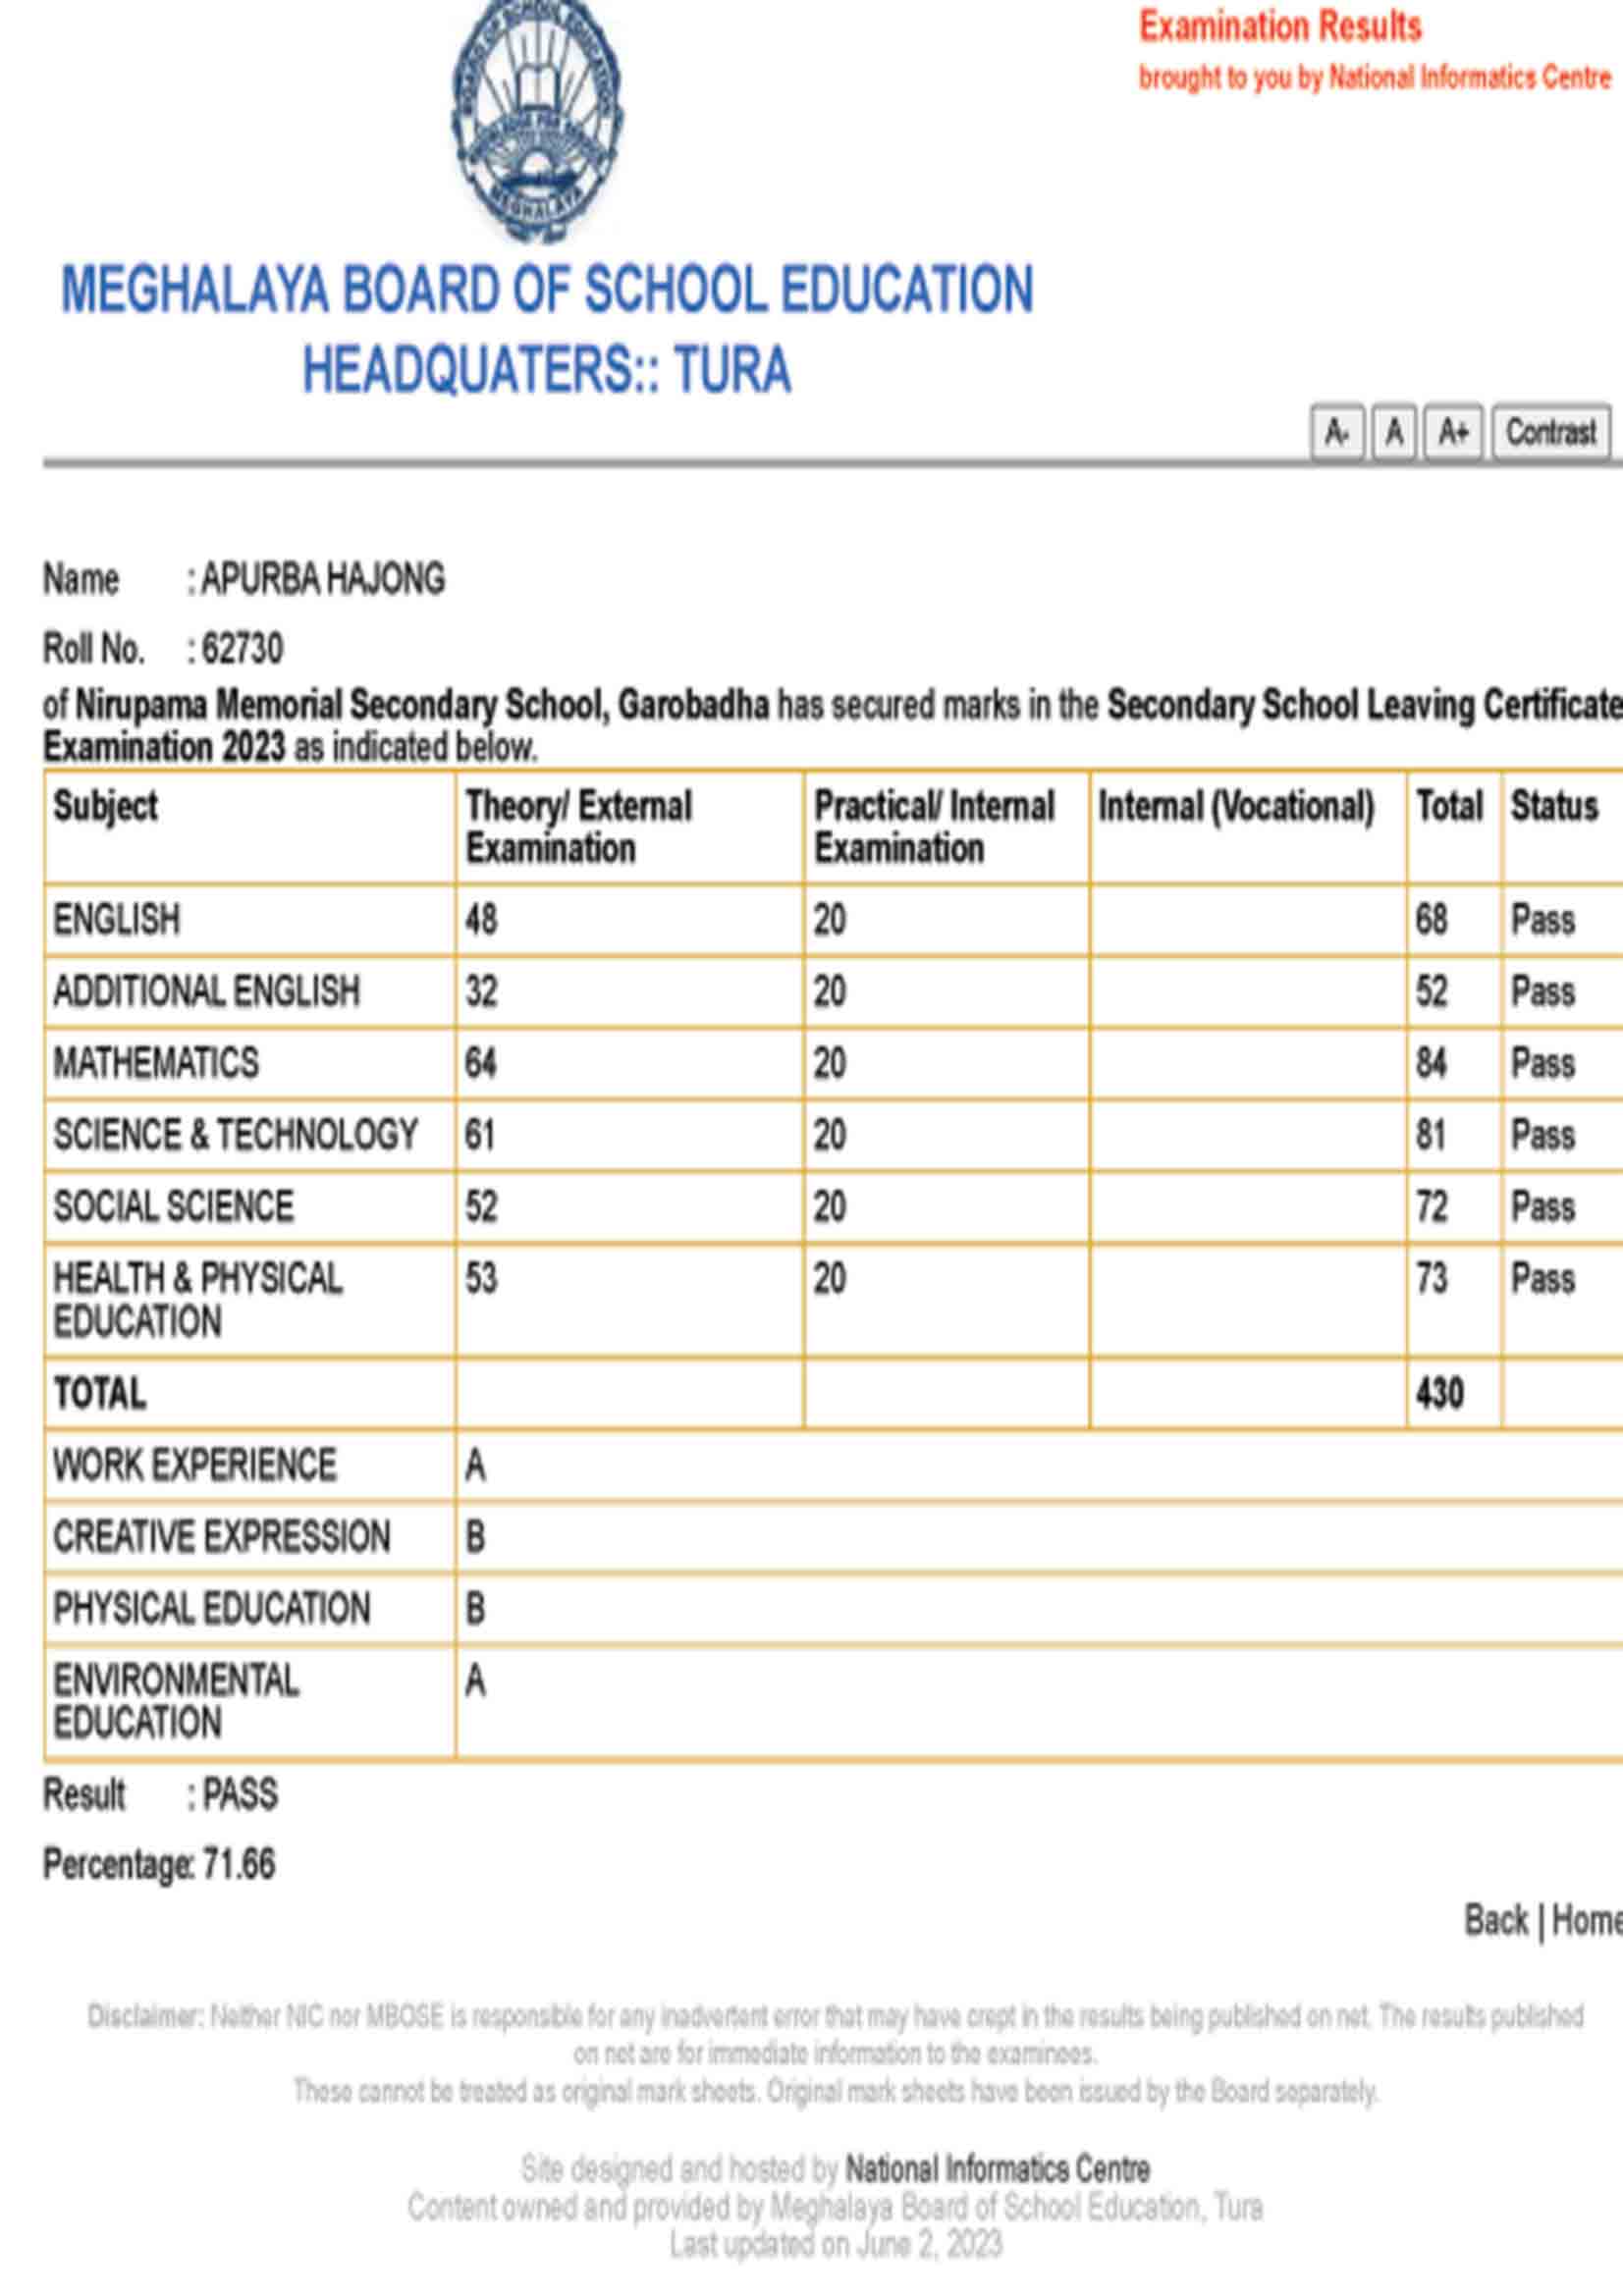 BOARD OF SCHOOL EDUCATION
KNOWLEDGE FOR SERVICE
MEGHALAYA
Examination Results
brought to you by National Informatics Centre
MEGHALAYA BOARD OF SCHOOL EDUCATION
HEADQUATERS:: TURA
A- A A+ Contrast
Name : APURBA HAJONG
Roll No. : 62730
of Nirupama Memorial Secondary School, Garobadha has secured marks in the Secondary School Leaving Certificate
Examination 2023 as indicated below.
Subject Theory/ External Examination Practical/ Internal Examination Internal (Vocational) Total Status
ENGLISH 48 20 68 Pass
ADDITIONAL ENGLISH 32 20 52 Pass
MATHEMATICS 64 20 84 Pass
SCIENCE & TECHNOLOGY 61 20 81 Pass
SOCIAL SCIENCE 52 20 72 Pass
HEALTH & PHYSICAL EDUCATION 53 20 73 Pass
TOTAL 430
WORK EXPERIENCE A
CREATIVE EXPRESSION B
PHYSICAL EDUCATION B
ENVIRONMENTAL EDUCATION A
Result : PASS
Percentage: 71.66
Back | Home
Disclaimer: Neither NIC nor MBOSE is responsible for any inadvertent error that may have crept in the results being published on net. The results published
on net are for immediate information to the examinees.
These cannot be treated as original mark sheets. Original mark sheets have been issued by the Board separately.
Site designed and hosted by National Informatics Centre
Content owned and provided by Meghalaya Board of School Education, Tura
Last updated on June 2, 2023